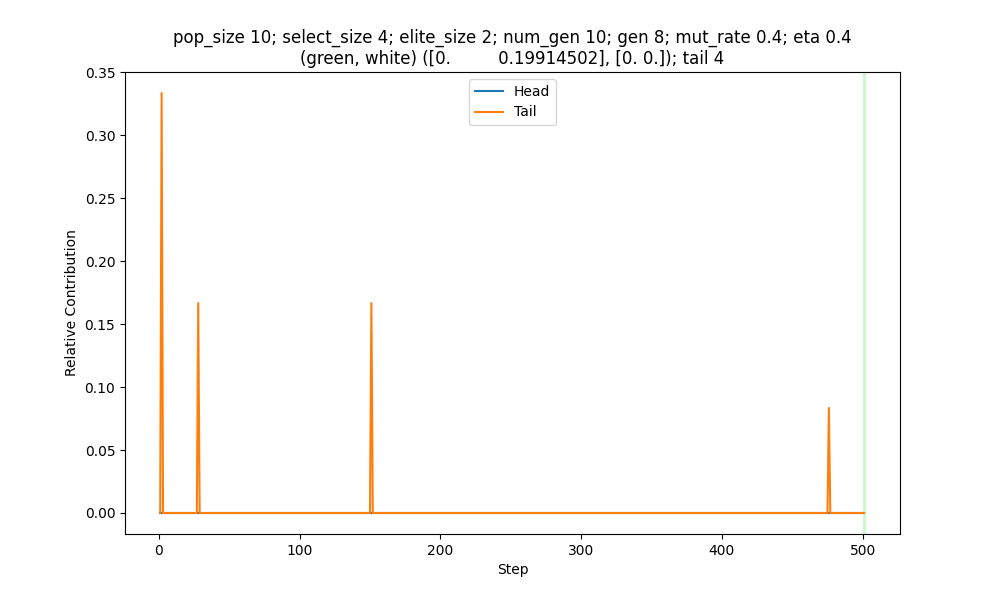 pop_size 10; select_size 4; elite_size 2; num_gen 10; gen 8; mut_rate 0.4; eta 0.4
(green, white) ([0.         0.19914502], [0. 0.]); tail 4
Head
Tail
0.35
0.30
0.25
0.20
0.15
0.10
0.05
0.00
Relative Contribution
0 100 200 300 400 500
Step